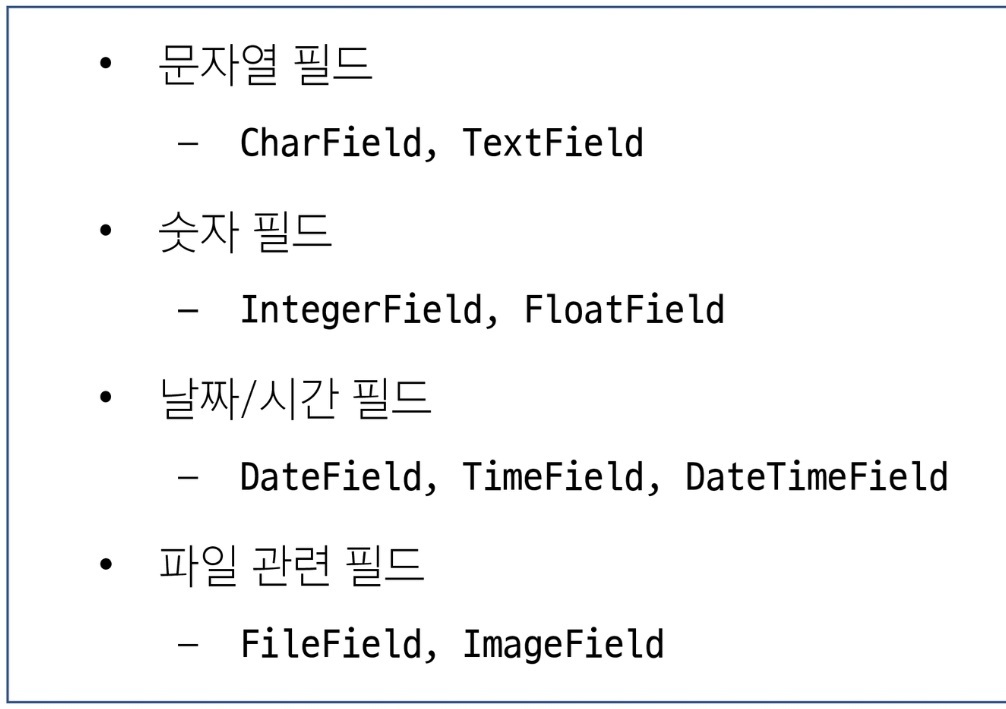 • 문자열 필드
– CharField, TextField
• 숫자 필드
– IntegerField, FloatField
• 날짜/시간 필드
– DateField, TimeField, DateTimeField
• 파일 관련 필드
– FileField, ImageField